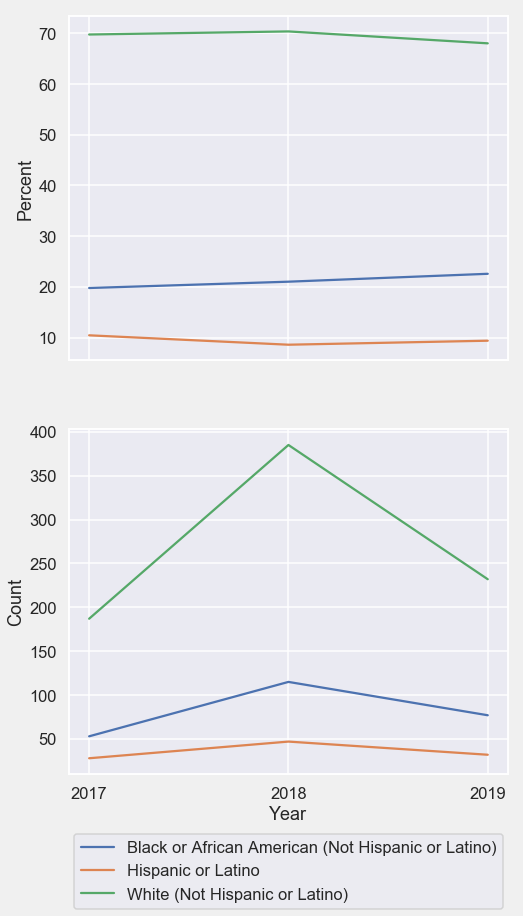 70
60
50
40
30
20
10
Percent
400
350
300
250
200
150
100
50
Count
2017 2018 2019
Year
Black or African American (Not Hispanic or Latino)
Hispanic or Latino
White (Not Hispanic or Latino)